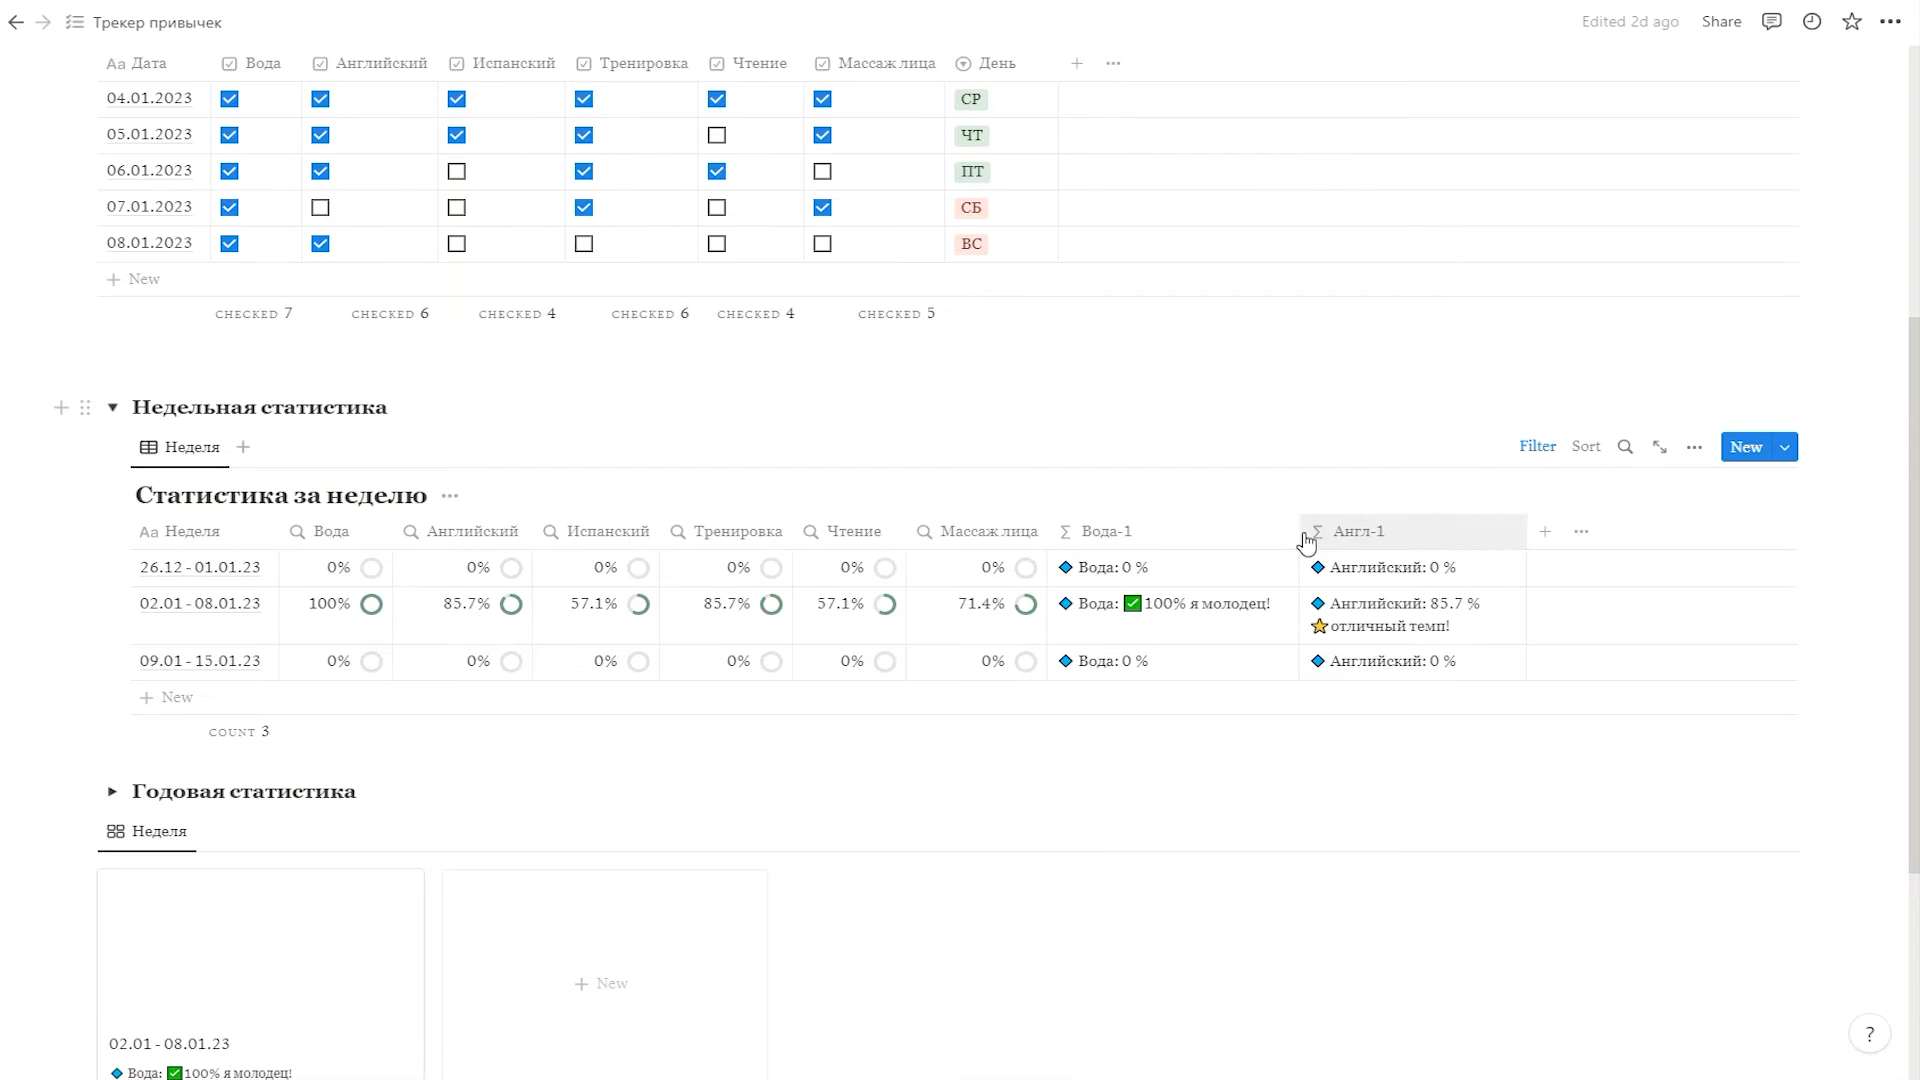 Трекер привычек Edited 2d ago Share
Aa Дата Вода Английский Испанский Тренировка Чтение Массаж лица День
04.01.2023 СР
05.01.2023 ЧТ
06.01.2023 ПТ
07.01.2023 СБ
08.01.2023 ВС
+ New
CHECKED 7 CHECKED 6 CHECKED 4 CHECKED 6 CHECKED 4 CHECKED 5
Недельная статистика
Неделя Filter Sort New
Статистика за неделю
Aa Неделя Вода Английский Испанский Тренировка Чтение Массаж лица Σ Вода-1 Σ Англ-1
26.12 - 01.01.23 0% 0% 0% 0% 0% 0% 🔷 Вода: 0 % 🔷 Английский: 0 %
02.01 - 08.01.23 100% 85.7% 57.1% 85.7% 57.1% 71.4% 🔷 Вода: ✅100% я молодец! 🔷 Английский: 85.7 %
⭐отличный темп!
09.01 - 15.01.23 0% 0% 0% 0% 0% 0% 🔷 Вода: 0 % 🔷 Английский: 0 %
+ New
COUNT 3
Годовая статистика
Неделя
+ New
02.01 - 08.01.23
🔷 Вода: ✅100% я молодец!
?